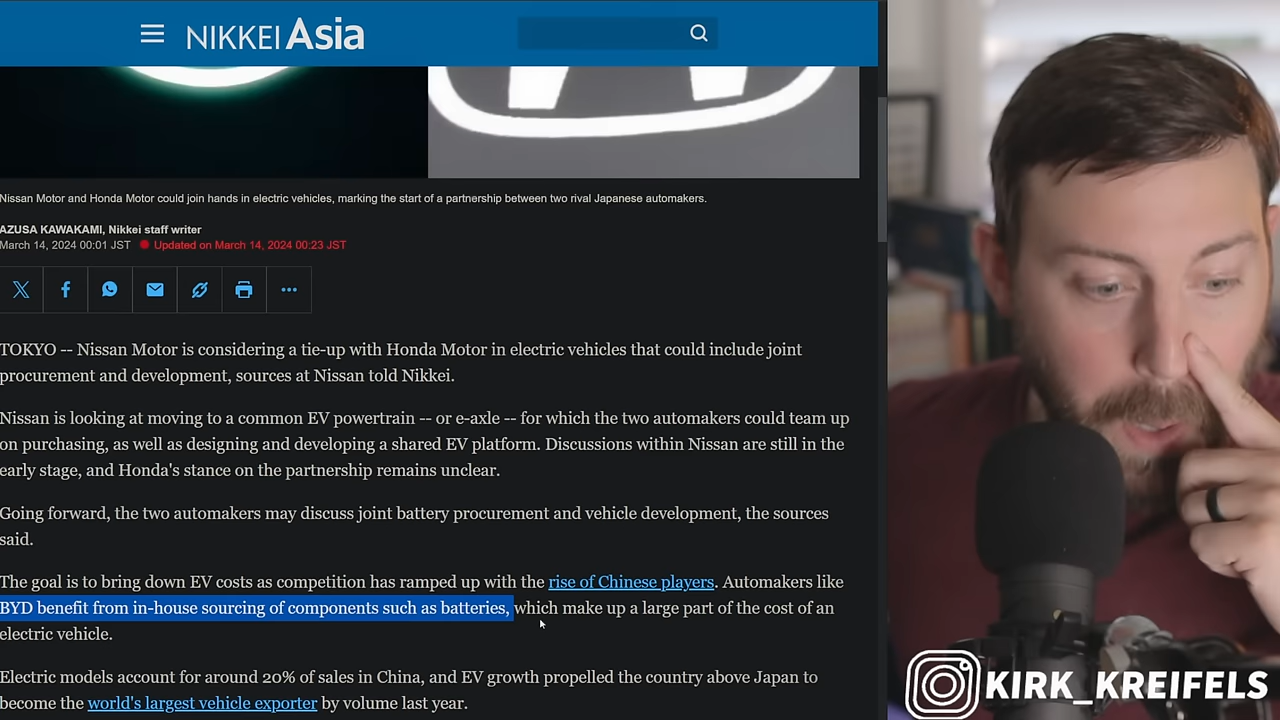 NIKKEI Asia
Nissan Motor and Honda Motor could join hands in electric vehicles, marking the start of a partnership between two rival Japanese automakers.
AZUSA KAWAKAMI, Nikkei staff writer
March 14, 2024 00:01 JST Updated on March 14, 2024 00:23 JST
TOKYO -- Nissan Motor is considering a tie-up with Honda Motor in electric vehicles that could include joint
procurement and development, sources at Nissan told Nikkei.
Nissan is looking at moving to a common EV powertrain -- or e-axle -- for which the two automakers could team up
on purchasing, as well as designing and developing a shared EV platform. Discussions within Nissan are still in the
early stage, and Honda's stance on the partnership remains unclear.
Going forward, the two automakers may discuss joint battery procurement and vehicle development, the sources
said.
The goal is to bring down EV costs as competition has ramped up with the rise of Chinese players. Automakers like
BYD benefit from in-house sourcing of components such as batteries, which make up a large part of the cost of an
electric vehicle.
Electric models account for around 20% of sales in China, and EV growth propelled the country above Japan to
become the world's largest vehicle exporter by volume last year.
KIRK_KREIFELS